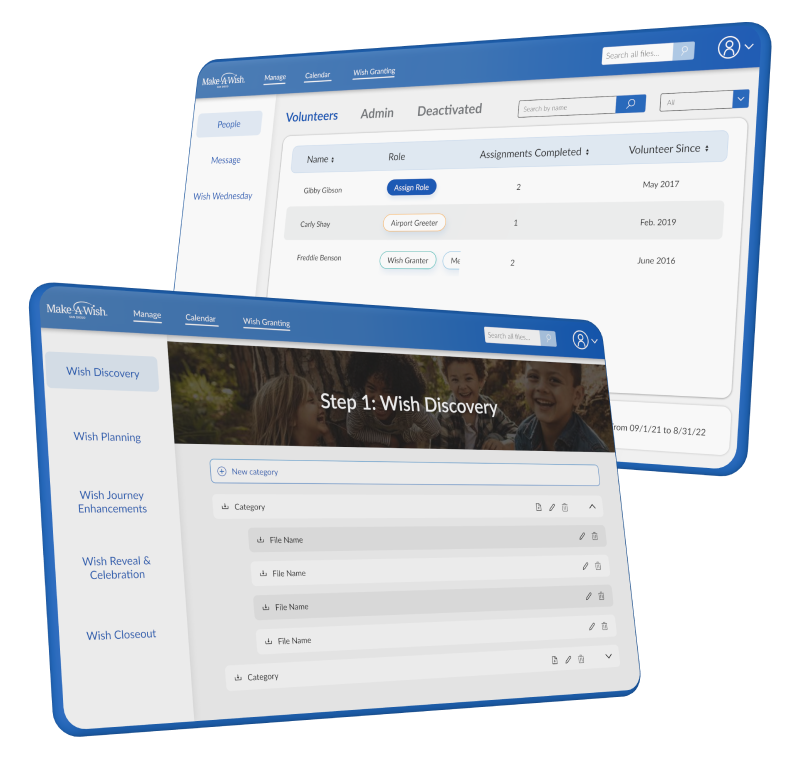 Make-A-Wish.
Manage
Calendar
Wish Granting
Search all files...
People
Message
Wish Wednesday
Volunteers
Admin
Deactivated
Search by name
All
Name
Role
Assignments Completed
Volunteer Since
Gibby Gibson
Assign Role
2
May 2017
Carly Shay
Airport Greeter
1
Feb. 2019
Freddie Benson
Wish Granter
Me
2
June 2016
rom 09/1/21 to 8/31/22
Make-A-Wish.
Manage
Calendar
Wish Granting
Search all files...
Wish Discovery
Wish Planning
Wish Journey
Enhancements
Wish Reveal &
Celebration
Wish Closeout
Step 1: Wish Discovery
New category
Category
File Name
File Name
File Name
File Name
Category